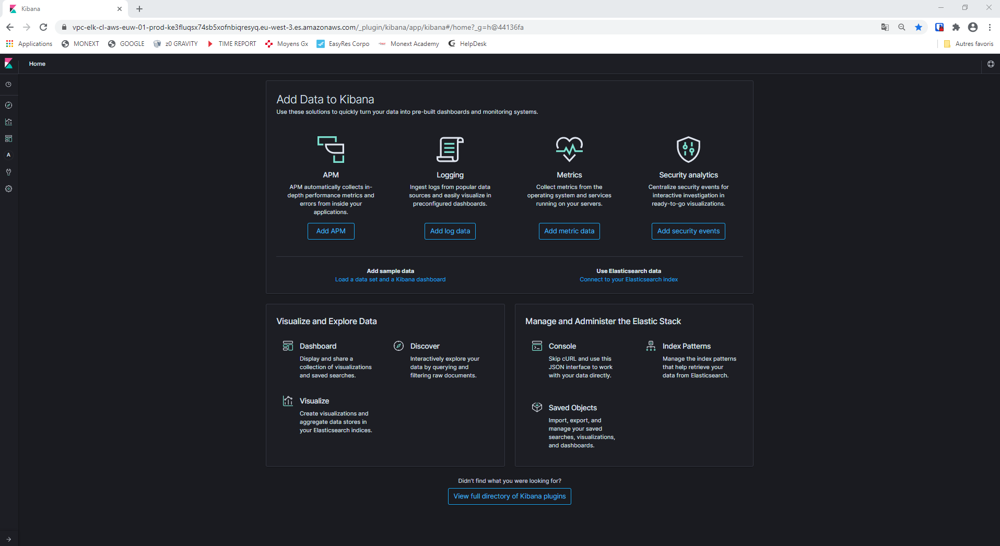 Kibana
vpc-elk-cl-aws-euw-01-prod-ke3fluqsx74sb5xofnbiqresyq.eu-west-3.es.amazonaws.com/_plugin/kibana/app/kibana#/home?_g=h@44136fa
Applications MONEXT GOOGLE z0 GRAVITY TIME REPORT Moyens Gx EasyRes Corpo Monext Academy HelpDesk Autres favoris
Home
A
Add Data to Kibana
Use these solutions to quickly turn your data into pre-built dashboards and monitoring systems.
APM
APM automatically collects in-
depth performance metrics and
errors from inside your
applications.
Add APM
Logging
Ingest logs from popular data
sources and easily visualize in
preconfigured dashboards.
Add log data
Metrics
Collect metrics from the
operating system and services
running on your servers.
Add metric data
Security analytics
Centralize security events for
interactive investigation in
ready-to-go visualizations.
Add security events
Add sample data
Load a data set and a Kibana dashboard
Use Elasticsearch data
Connect to your Elasticsearch index
Visualize and Explore Data
Dashboard
Display and share a
collection of visualizations
and saved searches.
Discover
Interactively explore your
data by querying and
filtering raw documents.
Visualize
Create visualizations and
aggregate data stores in
your Elasticsearch indices.
Manage and Administer the Elastic Stack
Console
Skip cURL and use this
JSON interface to work
with your data directly.
Index Patterns
Manage the index patterns
that help retrieve your
data from Elasticsearch.
Saved Objects
Import, export, and
manage your saved
searches, visualizations,
and dashboards.
Didn't find what you were looking for?
View full directory of Kibana plugins